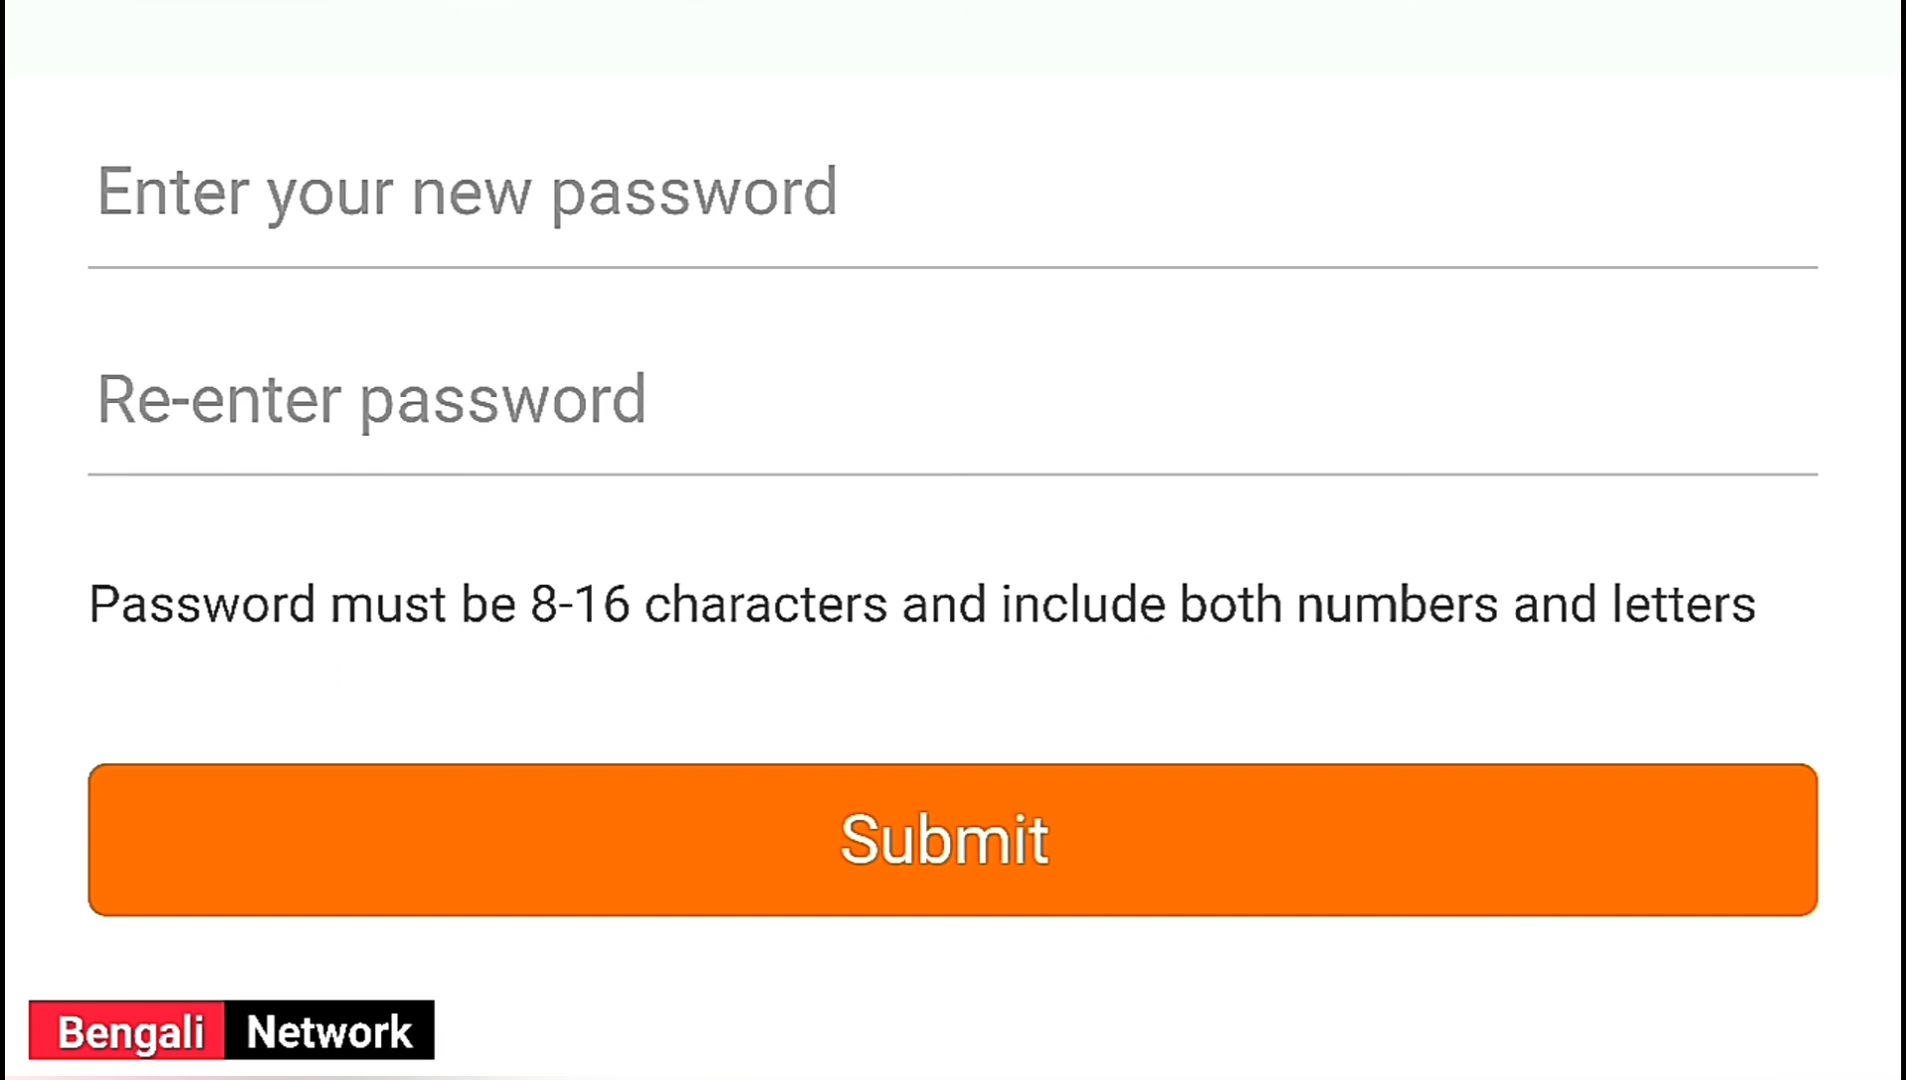 Enter your new password
Re-enter password
Password must be 8-16 characters and include both numbers and letters
Submit
Bengali Network